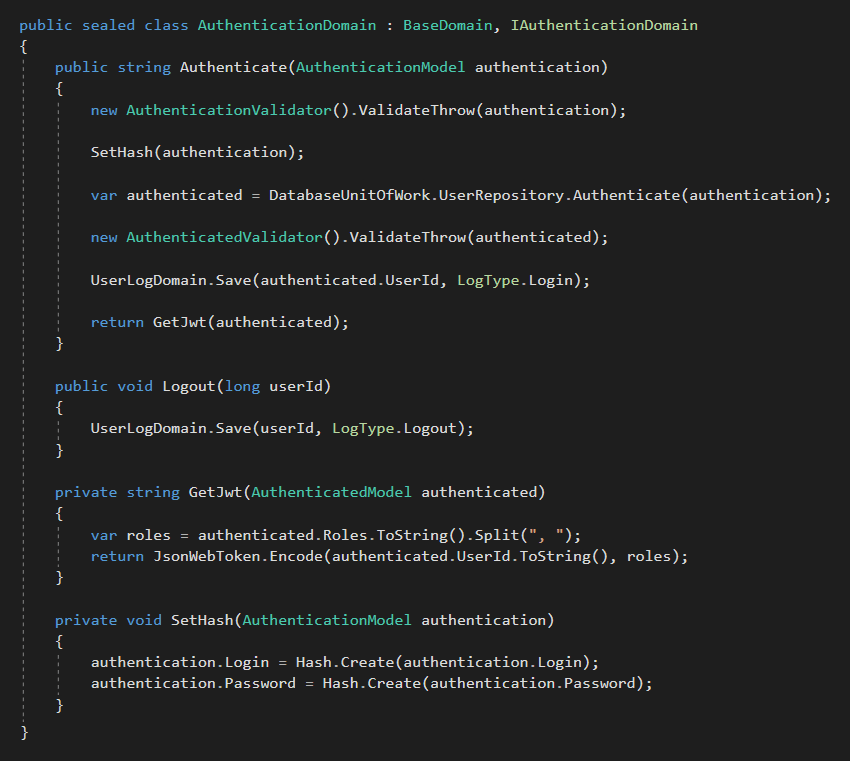 public sealed class AuthenticationDomain : BaseDomain, IAuthenticationDomain
{
    public string Authenticate(AuthenticationModel authentication)
    {
        new AuthenticationValidator().ValidateThrow(authentication);

        SetHash(authentication);

        var authenticated = DatabaseUnitOfWork.UserRepository.Authenticate(authentication);

        new AuthenticatedValidator().ValidateThrow(authenticated);

        UserLogDomain.Save(authenticated.UserId, LogType.Login);

        return GetJwt(authenticated);
    }

    public void Logout(long userId)
    {
        UserLogDomain.Save(userId, LogType.Logout);
    }

    private string GetJwt(AuthenticatedModel authenticated)
    {
        var roles = authenticated.Roles.ToString().Split(", ");
        return JsonWebToken.Encode(authenticated.UserId.ToString(), roles);
    }

    private void SetHash(AuthenticationModel authentication)
    {
        authentication.Login = Hash.Create(authentication.Login);
        authentication.Password = Hash.Create(authentication.Password);
    }
}